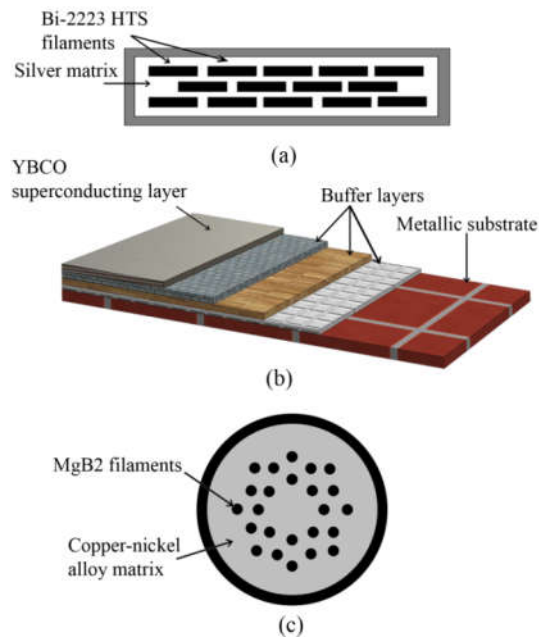 Bi-2223 HTS
filaments
Silver matrix
(a)
YBCO
superconducting layer
Buffer layers
Metallic substrate
(b)
MgB2 filaments
Copper-nickel
alloy matrix
(c)